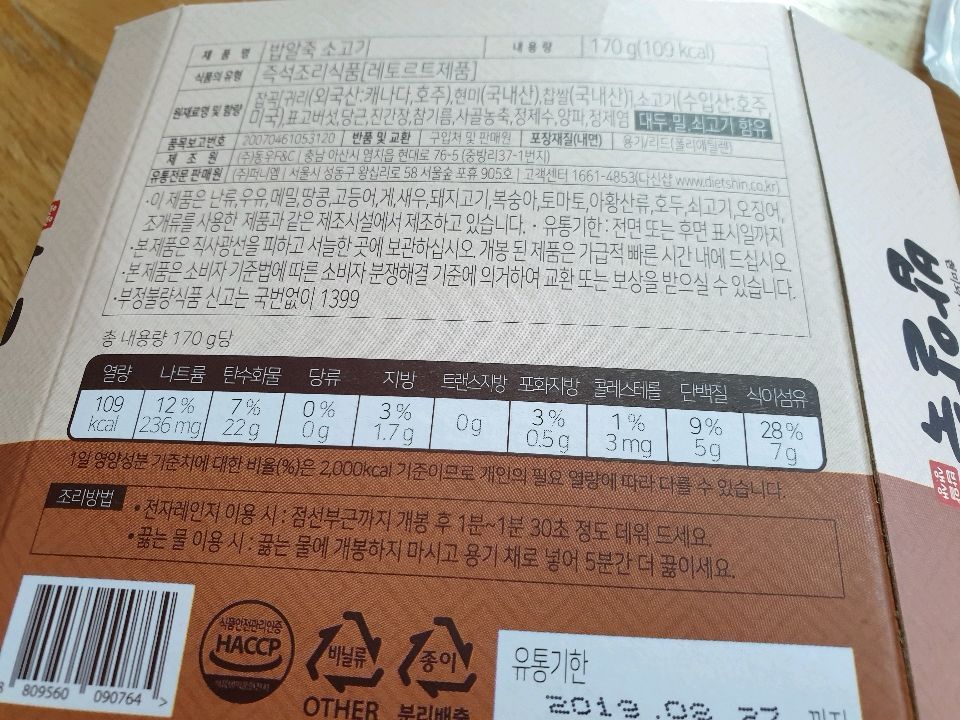 제 품 명 밥알죽 소고기 내 용 량 170 g(109 kcal)
식품의 유형 즉석조리식품[레토르트제품]
원재료명 및 함량 잡곡[귀리(외국산:캐나다,호주),현미(국내산),찹쌀(국내산)],소고기(수입산:호주,
미국),표고버섯,당근,진간장,참기름,사골농축,정제수,양파,정제염 대두,밀,쇠고기 함유
품목보고번호 20070461053120 반품 및 교환 구입처 및 판매원 포장재질(내면) 용기/리드(폴리에틸렌)
제 조 원 (주)동우F&C | 충남 아산시 염치읍 현대로 76-5 (중방리37-1번지)
유통전문 판매원 서울시 성동구 왕십리로 58 서울숲 포휴 905호 | 고객센터 1661-4853(다신샵 www.dietshin.co.kr)
·이 제품은 난류,우유,메밀,땅콩,고등어,게,새우,돼지고기,복숭아,토마토,아황산류,호두,쇠고기,오징어,
조개류를 사용한 제품과 같은 제조시설에서 제조하고 있습니다. · 유통기한 : 전면 또는 후면 표시일까지
·본 제품은 직사광선을 피하고 서늘한 곳에 보관하십시오 개봉 된 제품은 가급적 빠른 시간 내에 드십시오
·본 제품은 소비자 기준법에 따른 소비자 분쟁해결 기준에 의거하여 교환 또는 보상을 받으실 수 있습니다.
·부정불량식품 신고는 국번없이 1399
총 내용량 170 g당
열량 나트륨 탄수화물 당류 지방 트랜스지방 포화지방 콜레스테롤 단백질 식이섬유
109 12 % 7 % 0 % 3 % 0 g 3 % 1 % 9 % 28 %
kcal 236 mg 22 g 0 g 1.7 g 0.5 g 3 mg 5 g 7 g
1일 영양성분 기준치에 대한 비율(%)은 2,000kcal 기준이므로 개인의 필요 열량에 따라 다를 수 있습니다.
조리방법
• 전자레인지 이용 시 : 점선부근까지 개봉 후 1분~1분 30초 정도 데워 드세요.
• 끓는 물 이용 시 : 끓는 물에 개봉하지 마시고 용기 채로 넣어 5분간 더 끓이세요.
8 809560 090764 >
식품안전관리인증
HACCP
비닐류
OTHER
종이
분리배출
유통기한
2019.02.27 까지